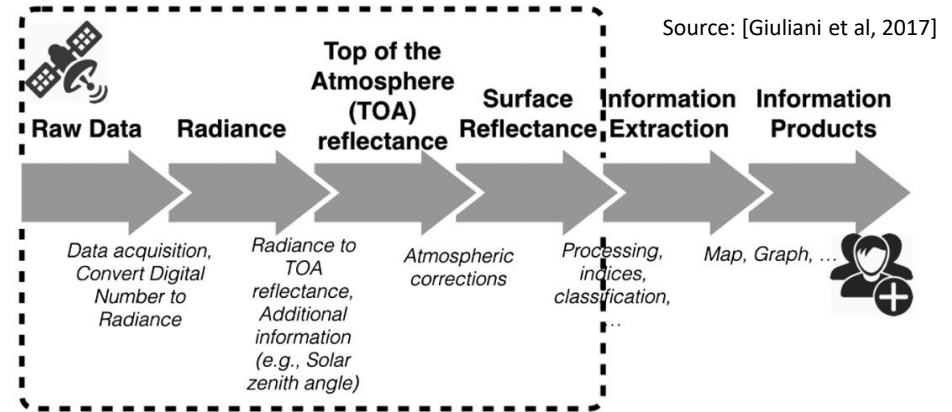 Source: [Giuliani et al, 2017]
Raw Data
Radiance
Top of the
Atmosphere
(TOA)
reflectance
Surface
Reflectance
Information
Extraction
Information
Products
Data acquisition,
Convert Digital
Number to
Radiance
Radiance to
TOA
reflectance,
Additional
information
(e.g., Solar
zenith angle)
Atmospheric
corrections
Processing,
indices,
classification,
...
Map, Graph, ...